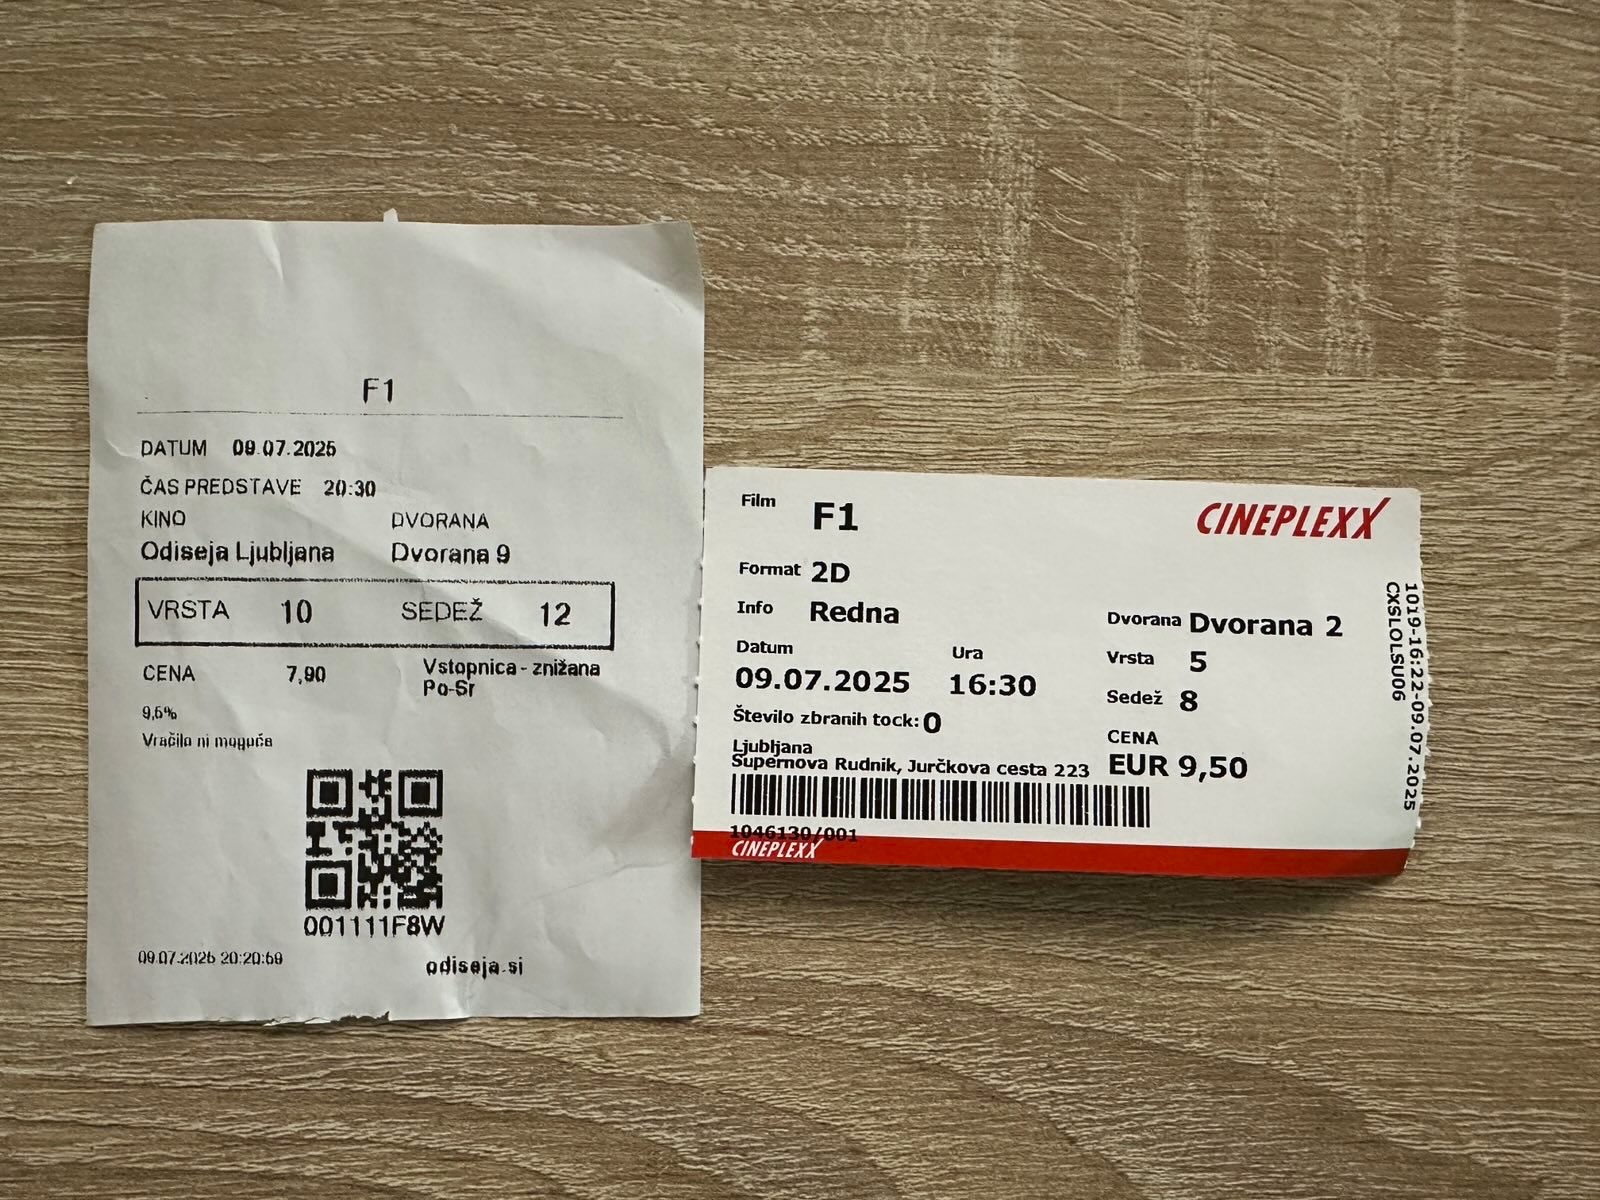 F1
DATUM 09.07.2025
ČAS PREDSTAVE 20:30
KINO DVORANA
Odiseja Ljubljana Dvorana 9
VRSTA 10 SEDEŽ 12
CENA 7,90 Vstopnica - znižana
Po-Sr
9,5%
Vračilo ni mogoče
001111F8W
09.07.2025 20:20:59
odiseja.si
Film F1 CINEPLEXX
Format 2D
Info Redna
Dvorana Dvorana 2
Datum Ura
09.07.2025 16:30
Vrsta 5
Sedež 8
Število zbranih tock: 0
CENA
EUR 9,50
Ljubljana
Supernova Rudnik, Jurčkova cesta 223
1046130/001
CINEPLEXX
1019-16:22-09.07.2025
CXSLOLSU06